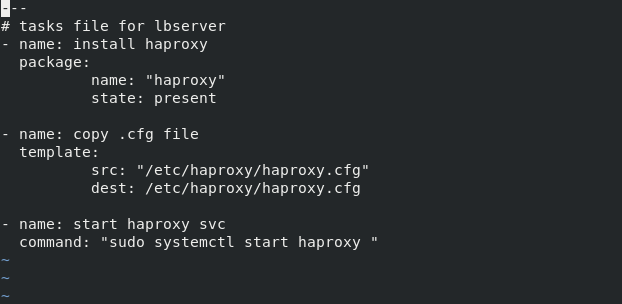 ---
# tasks file for lbserver
- name: install haproxy
  package:
          name: "haproxy"
          state: present

- name: copy .cfg file
  template:
          src: "/etc/haproxy/haproxy.cfg"
          dest: /etc/haproxy/haproxy.cfg

- name: start haproxy svc
  command: "sudo systemctl start haproxy "
~
~
~